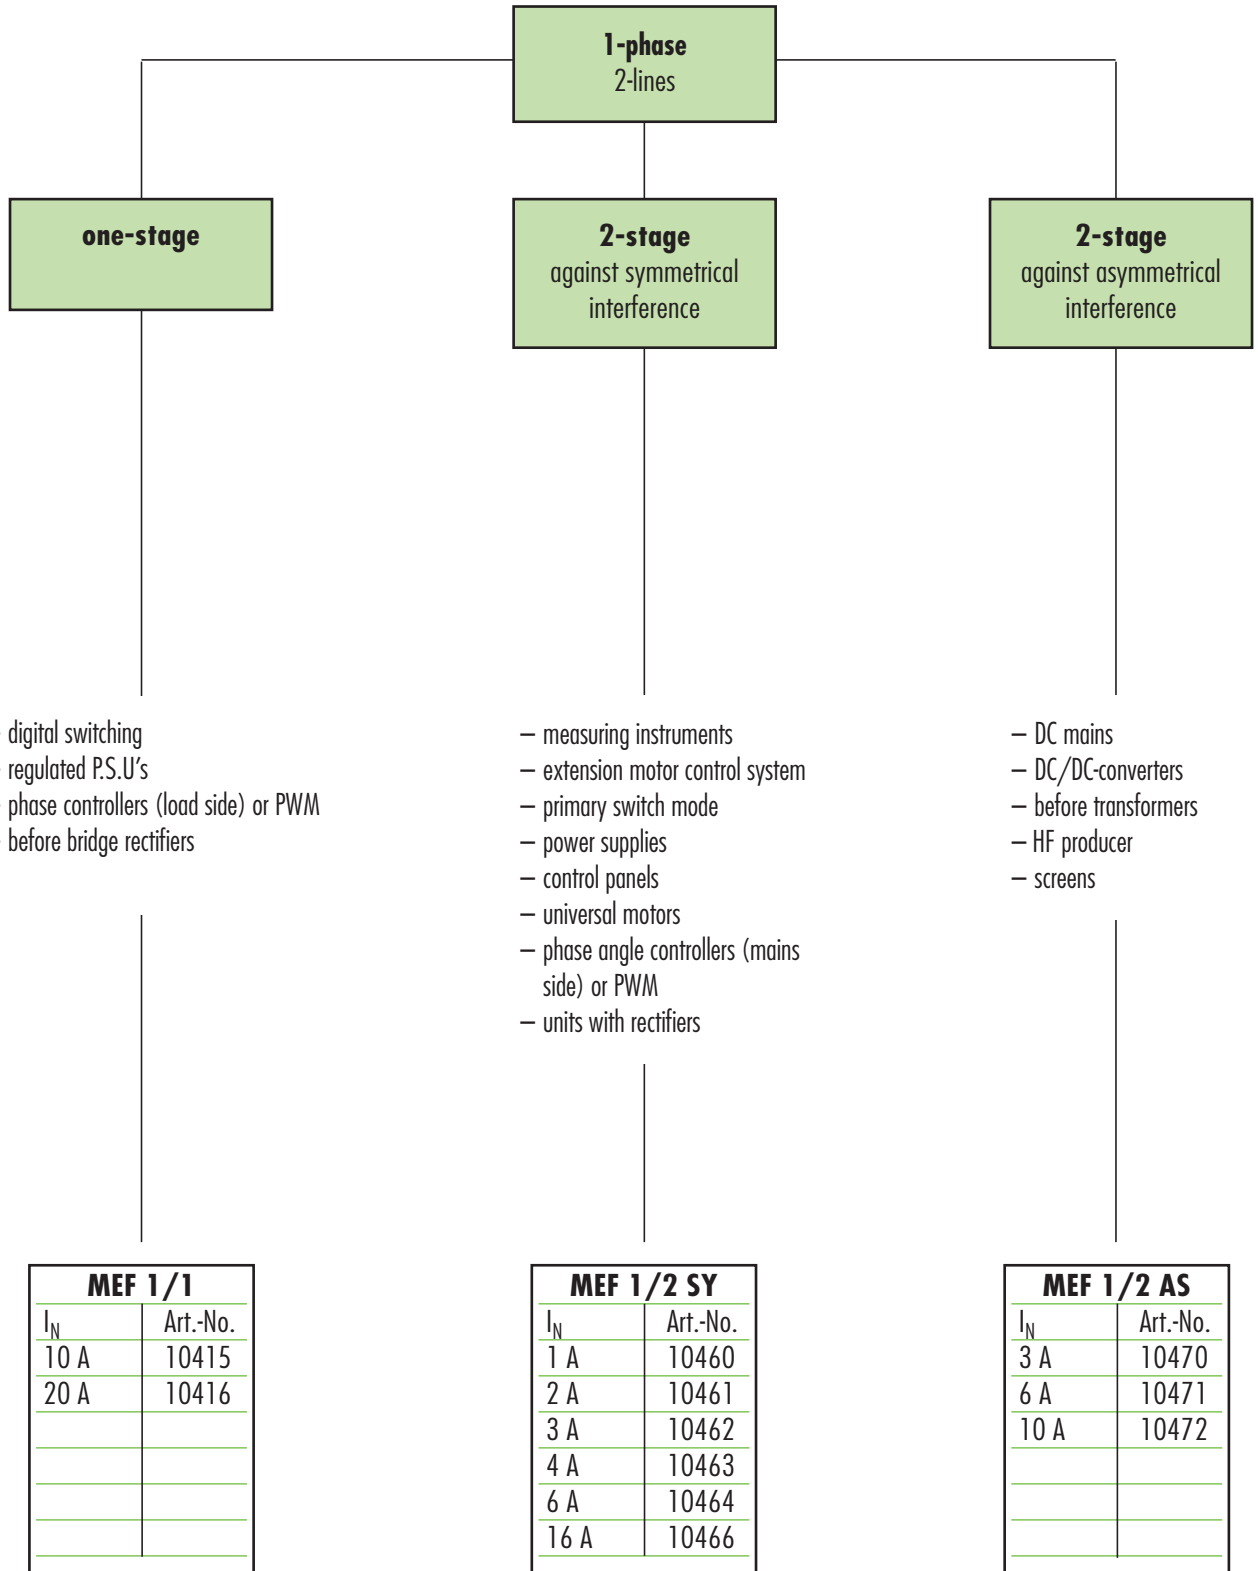 1-phase
2-lines
one-stage
2-stage
against symmetrical
interference
2-stage
against asymmetrical
interference
digital switching
regulated P.S.U's
phase controllers (load side) or PWM
before bridge rectifiers
– measuring instruments
– extension motor control system
– primary switch mode
– power supplies
– control panels
– universal motors
– phase angle controllers (mains
side) or PWM
– units with rectifiers
– DC mains
– DC/DC-converters
– before transformers
– HF producer
– screens
MEF 1/1
IN Art.-No.
10 A 10415
20 A 10416
MEF 1/2 SY
IN Art.-No.
1 A 10460
2 A 10461
3 A 10462
4 A 10463
6 A 10464
16 A 10466
MEF 1/2 AS
IN Art.-No.
3 A 10470
6 A 10471
10 A 10472